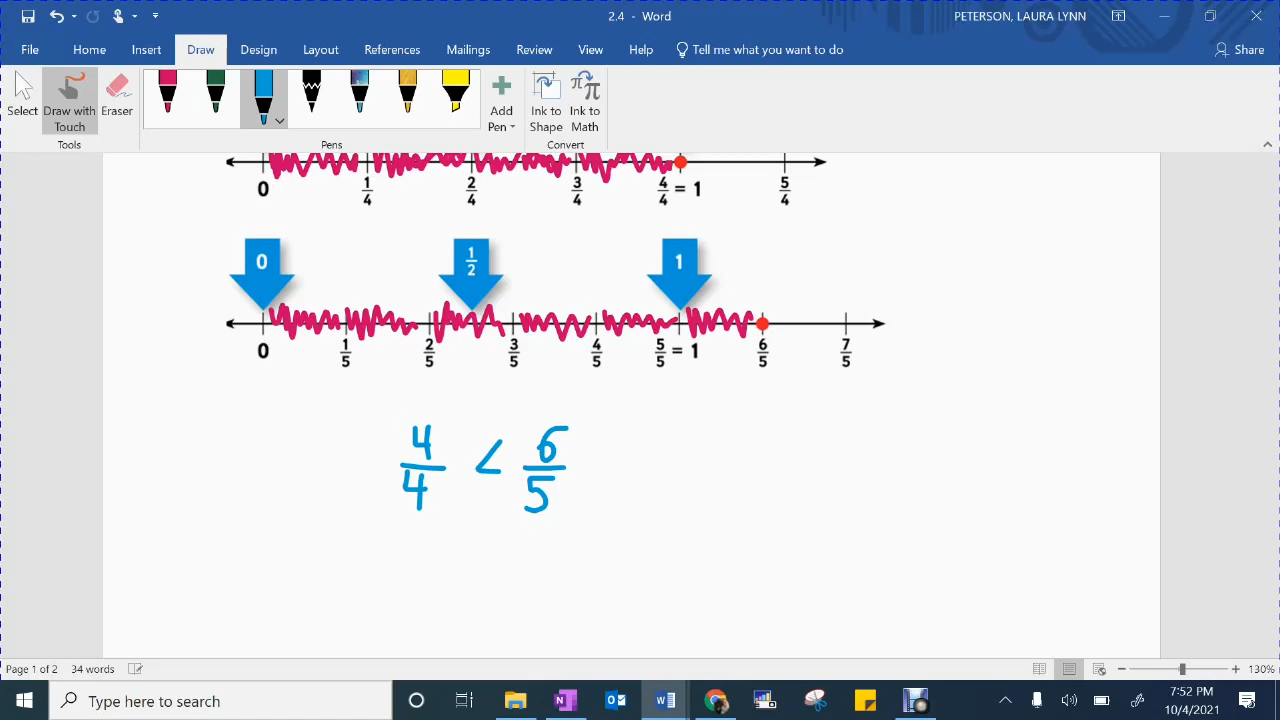 2.4 - Word
PETERSON, LAURA LYNN
File Home Insert Draw Design Layout References Mailings Review View Help Tell me what you want to do Share
Select Draw with Touch Eraser Add Pen Ink to Shape Ink to Math
Tools Pens Convert
0 1/4 2/4 3/4 4/4 = 1 5/4
0 1/2 1
0 1/5 2/5 3/5 4/5 5/5 = 1 6/5 7/5
4/4 < 6/5
Page 1 of 2 34 words 130%
Type here to search
7:52 PM
10/4/2021